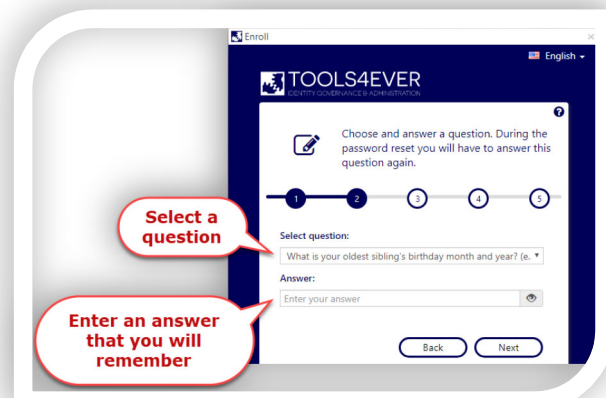 Enroll
English
TOOLS4EVER
IDENTITY GOVERNANCE & ADMINISTRATION
Choose and answer a question. During the
password reset you will have to answer this
question again.
1 2 3 4 5
Select a
question
Select question:
What is your oldest sibling's birthday month and year? (e.
Answer:
Enter your answer
Enter an answer
that you will
remember
Back Next